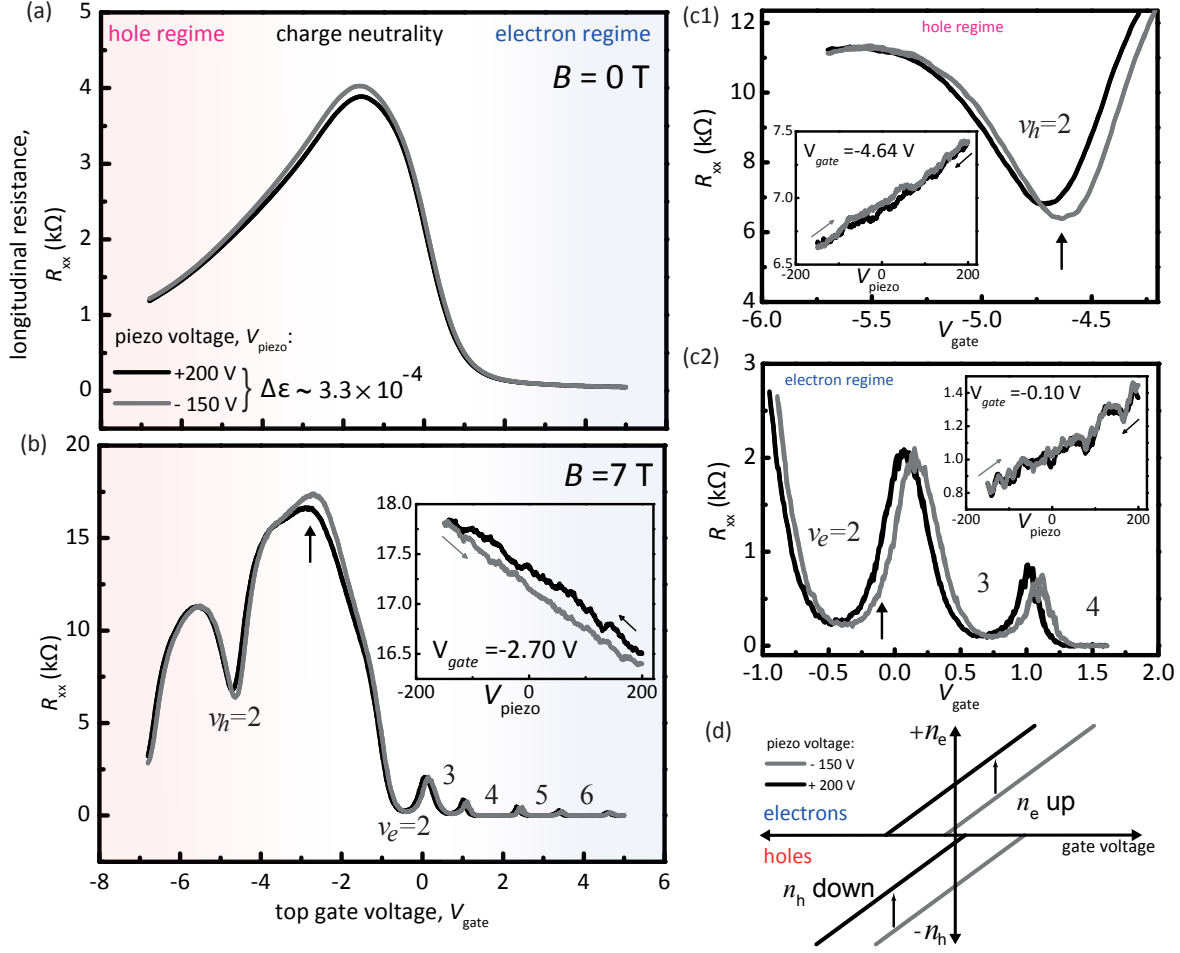 (a)
hole regime
charge neutrality
electron regime
B = 0 T
longitudinal resistance,
R_xx (kΩ)
5
4
3
2
1
0
piezo voltage, V_piezo:
+200 V
- 150 V
Δε ~ 3.3 × 10^-4
(b)
B =7 T
R_xx (kΩ)
20
17.5
15
12.5
10
7.5
5
2.5
0
ν_h=2
ν_e=2
3
4
5
6
18.0
17.5
17.0
16.5
V_gate =-2.70 V
-200
0
200
V_piezo
-8
-6
-4
-2
0
2
4
6
top gate voltage, V_gate
(c1)
hole regime
R_xx (kΩ)
12
10
8
6
4
ν_h=2
7.5
7.0
6.5
V_gate =-4.64 V
-200
0
200
V_piezo
-6.0
-5.5
-5.0
-4.5
V_gate
(c2)
electron regime
R_xx (kΩ)
3
2
1
0
ν_e=2
3
4
1.4
1.2
1.0
0.8
V_gate =-0.10 V
-200
0
200
V_piezo
-1.0
-0.5
0.0
0.5
1.0
1.5
2.0
V_gate
(d)
piezo voltage:
- 150 V
+ 200 V
+n_e
electrons
n_e up
holes
gate voltage
n_h down
-n_h